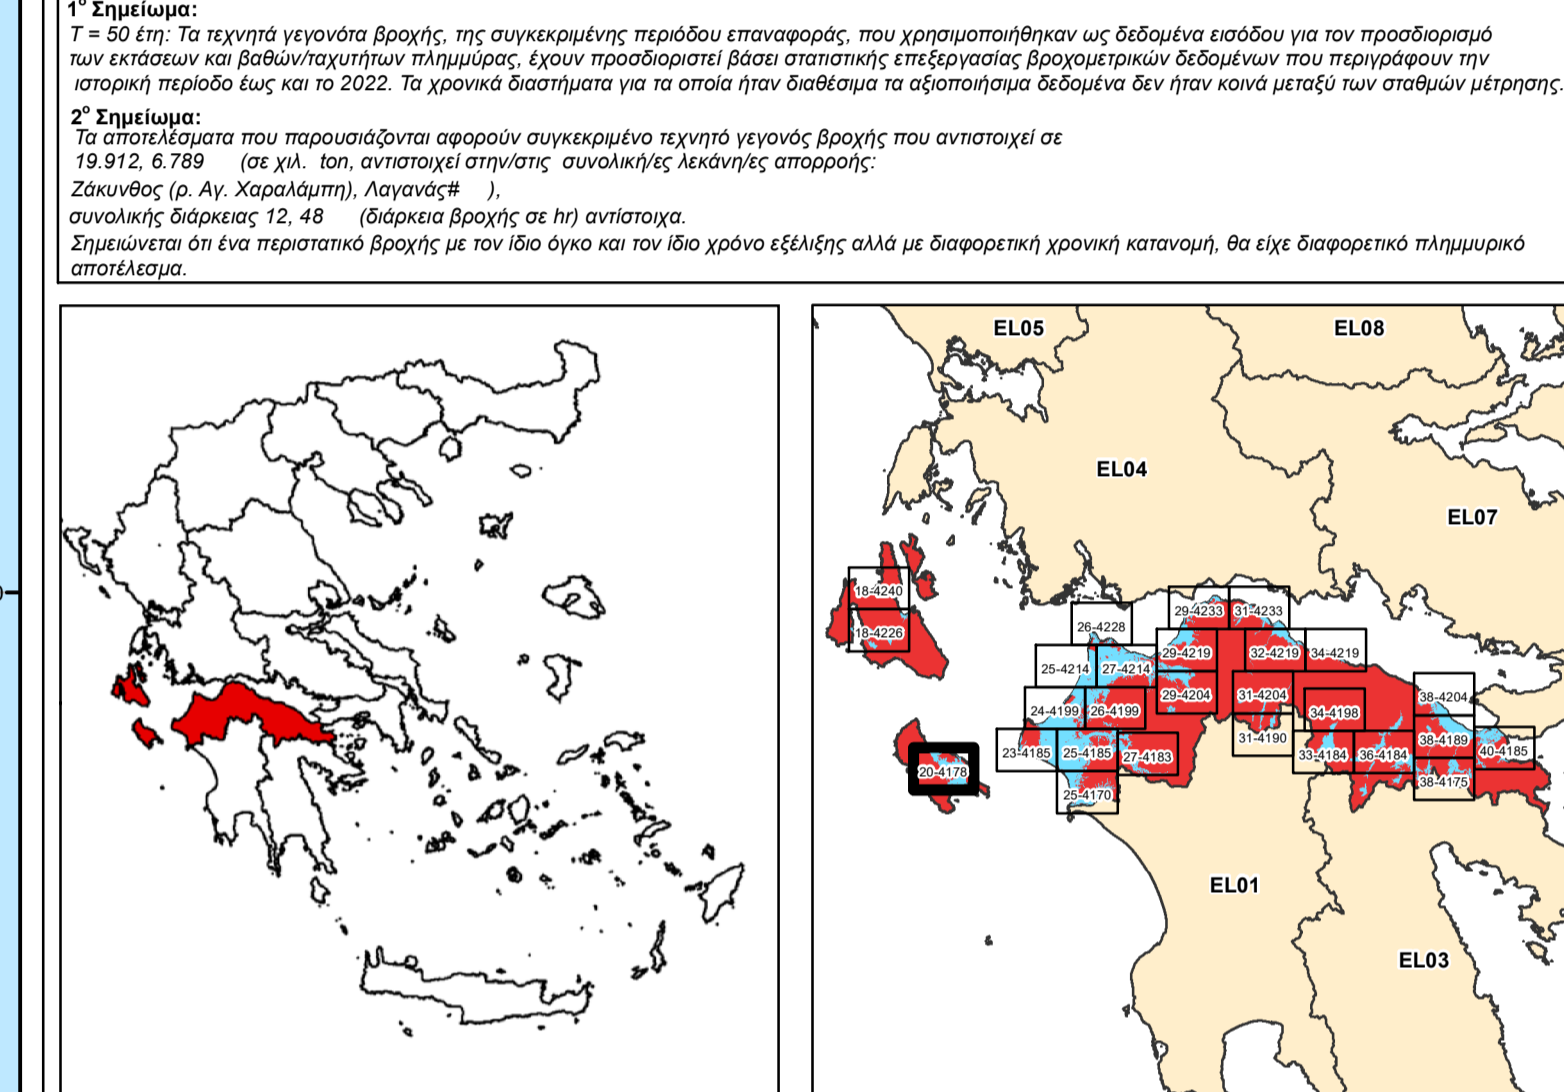 1º Σημείωμα:
T = 50 έτη: Τα τεχνητά γεγονότα βροχής, της συγκεκριμένης περιόδου επαναφοράς, που χρησιμοποιήθηκαν ως δεδομένα εισόδου για τον προσδιορισμό
των εκτάσεων και βαθών/ταχυτήτων πλημμύρας, έχουν προσδιοριστεί βάσει στατιστικής επεξεργασίας βροχομετρικών δεδομένων που περιγράφουν την
ιστορική περίοδο έως και το 2022. Τα χρονικά διαστήματα για τα οποία ήταν διαθέσιμα τα αξιοποιήσιμα δεδομένα δεν ήταν κοινά μεταξύ των σταθμών μέτρησης.
2º Σημείωμα:
Τα αποτελέσματα που παρουσιάζονται αφορούν συγκεκριμένο τεχνητό γεγονός βροχής που αντιστοιχεί σε
19.912, 6.789 (σε χιλ. ton, αντιστοιχεί στην/στις συνολική/ες λεκάνη/ες απορροής:
Ζάκυνθος (ρ. Αγ. Χαραλάμπη), Λαγανάς# ),
συνολικής διάρκειας 12, 48 (διάρκεια βροχής σε hr) αντίστοιχα.
Σημειώνεται ότι ένα περιστατικό βροχής με τον ίδιο όγκο και τον ίδιο χρόνο εξέλιξης αλλά με διαφορετική χρονική κατανομή, θα είχε διαφορετικό πλημμυρικό
αποτέλεσμα.
EL05
EL08
EL04
EL07
18-4240
18-4226
29-4233
31-4233
26-4228
29-4219
32-4219
34-4219
25-4214
27-4214
29-4204
31-4204
38-4204
24-4199
26-4199
34-4198
31-4190
38-4189
23-4185
25-4185
27-4183
33-4184
36-4184
40-4185
20-4178
38-4175
25-4170
EL01
EL03